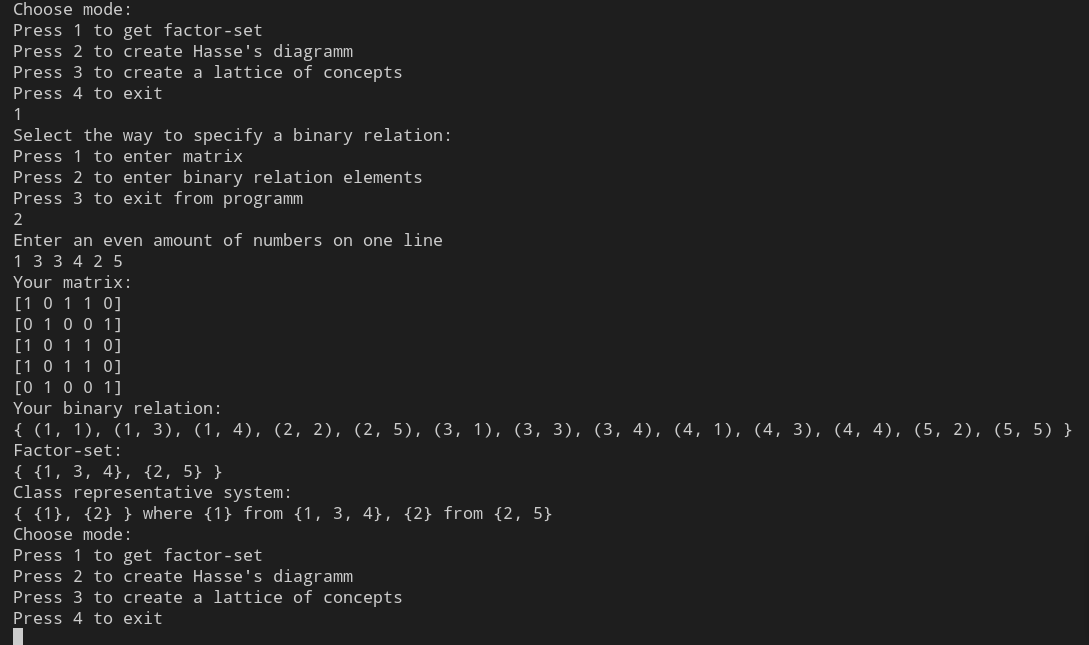 Choose mode:
Press 1 to get factor-set
Press 2 to create Hasse's diagramm
Press 3 to create a lattice of concepts
Press 4 to exit
1
Select the way to specify a binary relation:
Press 1 to enter matrix
Press 2 to enter binary relation elements
Press 3 to exit from programm
2
Enter an even amount of numbers on one line
1 3 3 4 2 5
Your matrix:
[1 0 1 1 0]
[0 1 0 0 1]
[1 0 1 1 0]
[1 0 1 1 0]
[0 1 0 0 1]
Your binary relation:
{ (1, 1), (1, 3), (1, 4), (2, 2), (2, 5), (3, 1), (3, 3), (3, 4), (4, 1), (4, 3), (4, 4), (5, 2), (5, 5) }
Factor-set:
{ {1, 3, 4}, {2, 5} }
Class representative system:
{ {1}, {2} } where {1} from {1, 3, 4}, {2} from {2, 5}
Choose mode:
Press 1 to get factor-set
Press 2 to create Hasse's diagramm
Press 3 to create a lattice of concepts
Press 4 to exit